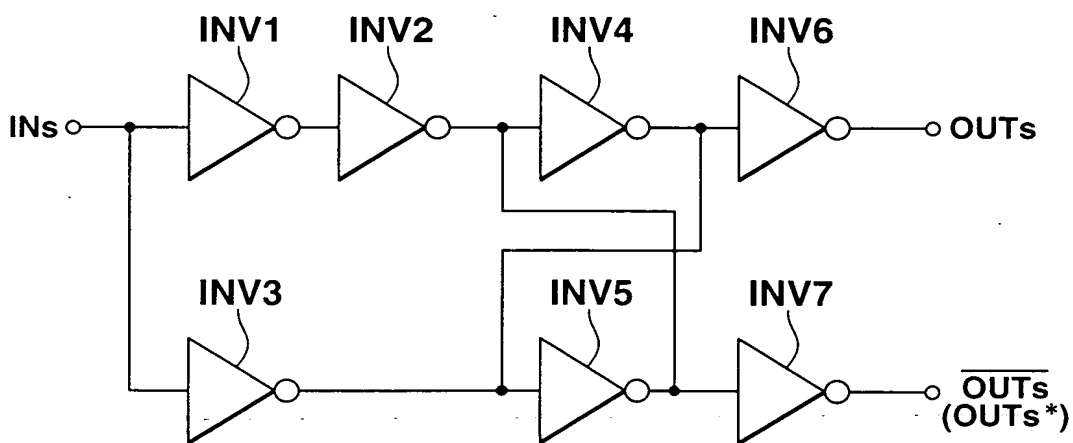 INV1
INV2
INV4
INV6
INs
OUTs
INV3
INV5
INV7
OUTs
(OUTs*)